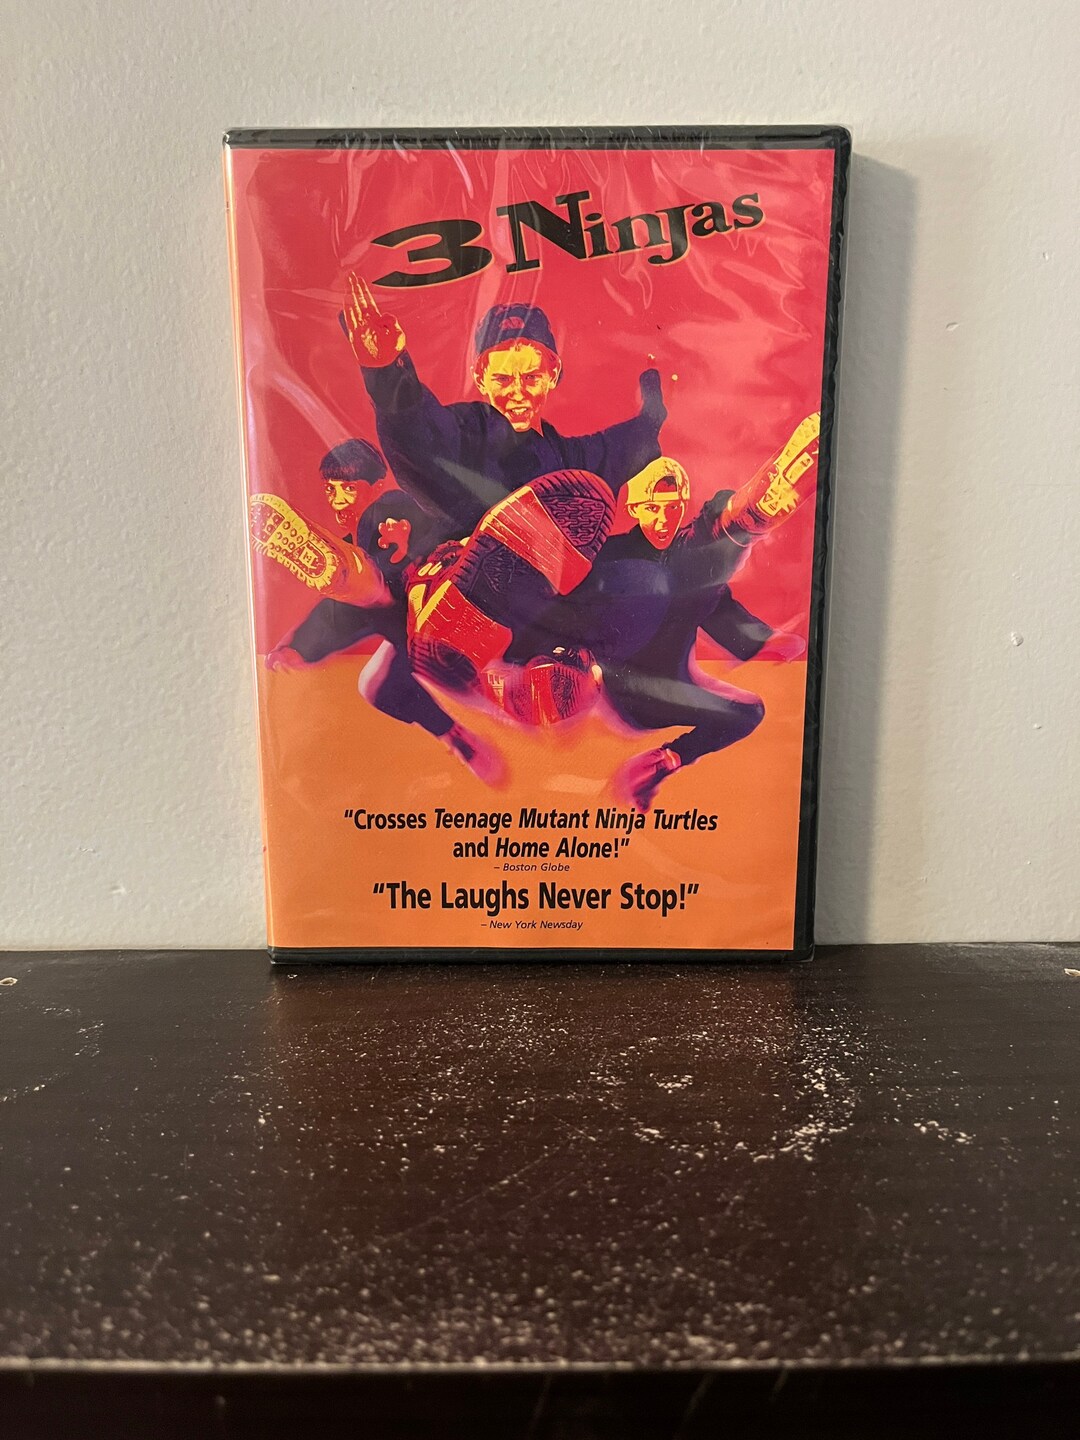 3 Ninjas
"Crosses Teenage Mutant Ninja Turtles
and Home Alone!"
– Boston Globe
"The Laughs Never Stop!"
– New York Newsday